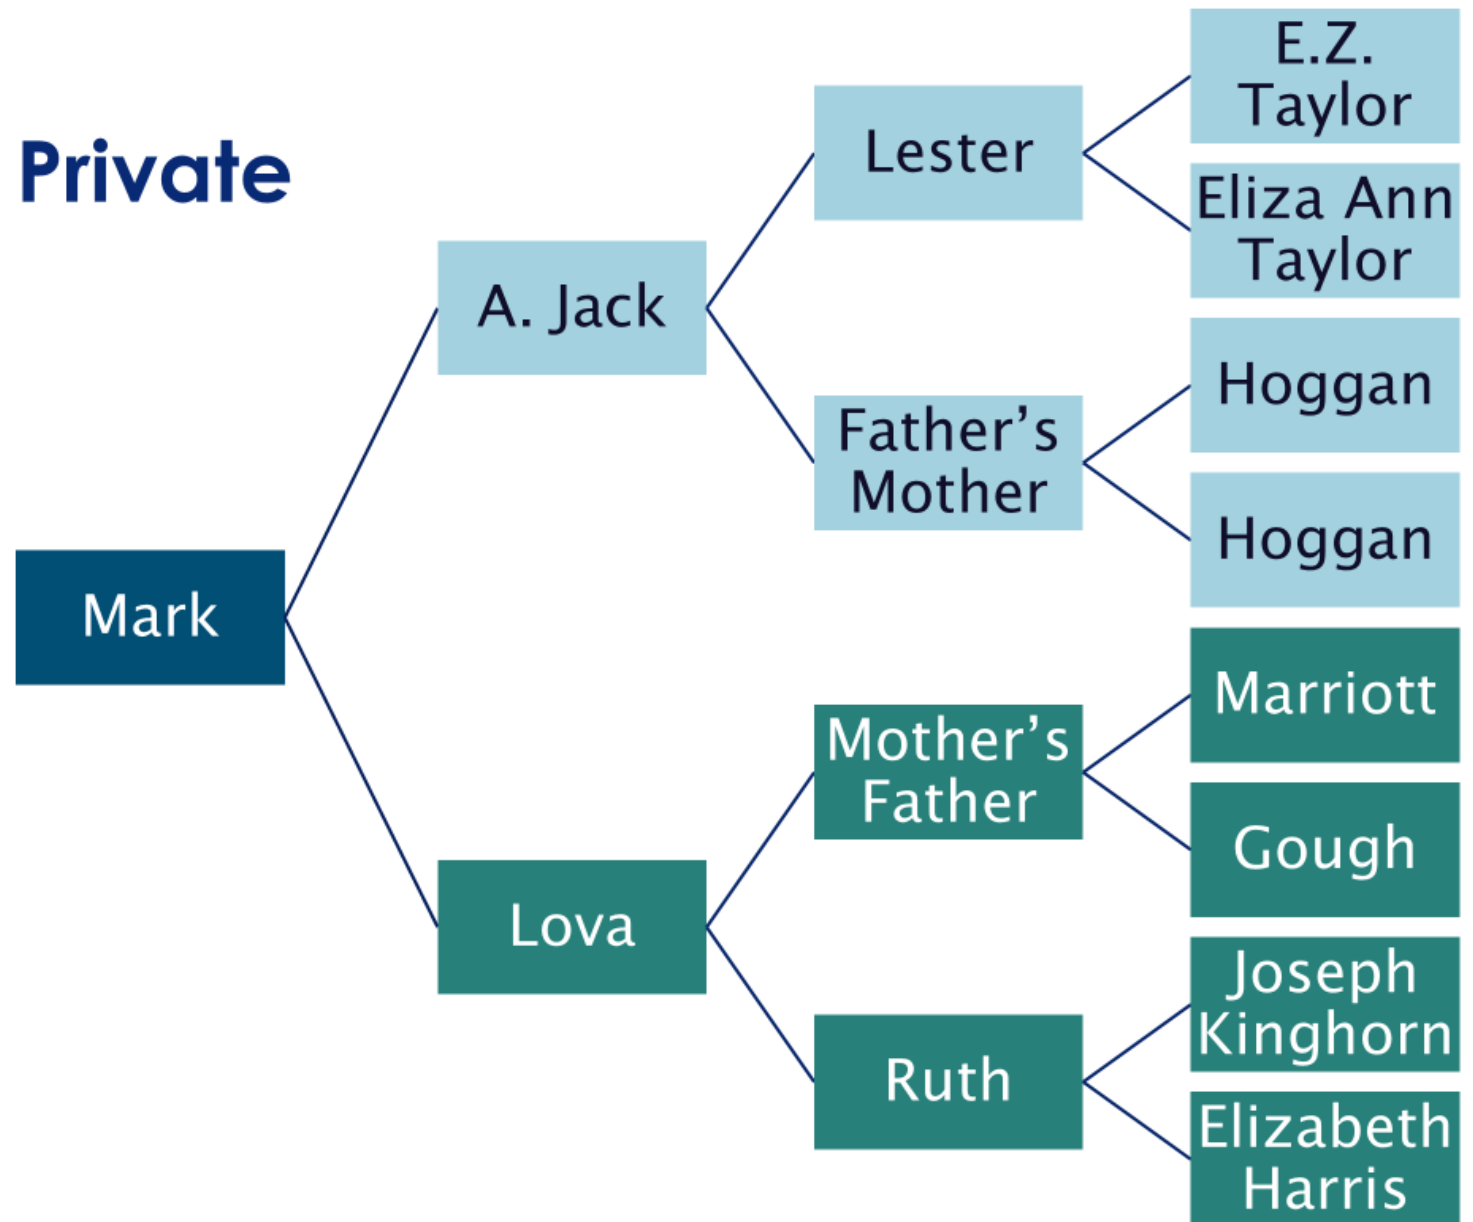 Private
Mark
A. Jack
Lova
Lester
Father’s
Mother
Mother’s
Father
Ruth
E.Z.
Taylor
Eliza Ann
Taylor
Hoggan
Hoggan
Marriott
Gough
Joseph
Kinghorn
Elizabeth
Harris